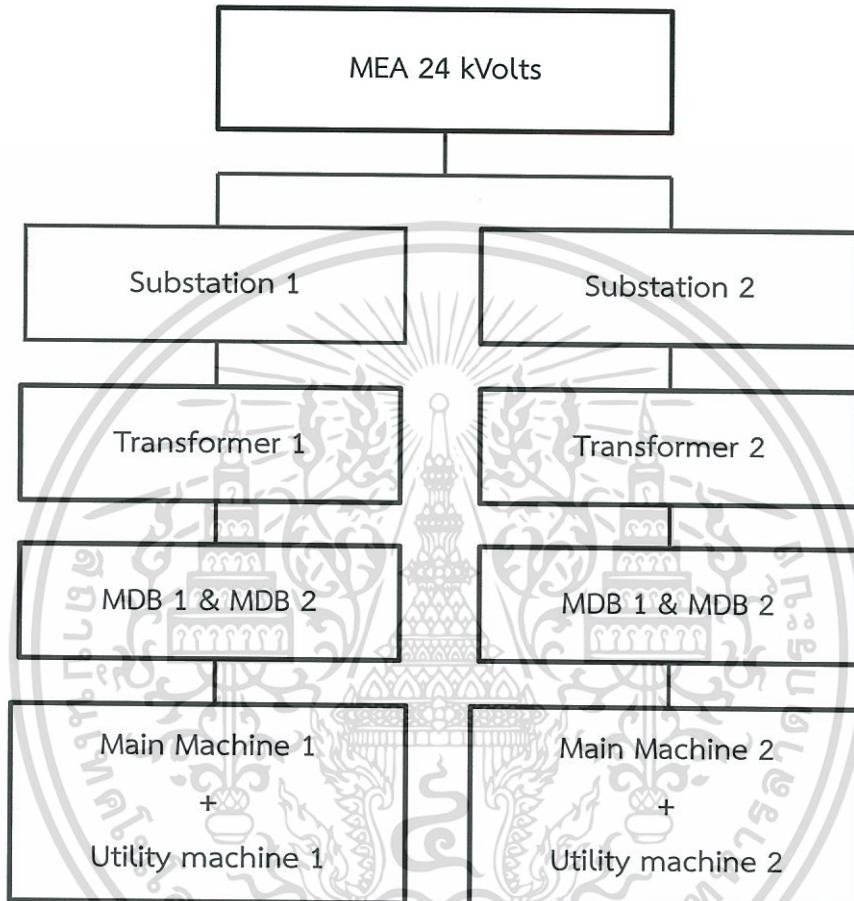 MEA 24 kVolts
Substation 1
Substation 2
Transformer 1
Transformer 2
MDB 1 & MDB 2
MDB 1 & MDB 2
Main Machine 1
+
Utility machine 1
Main Machine 2
+
Utility machine 2